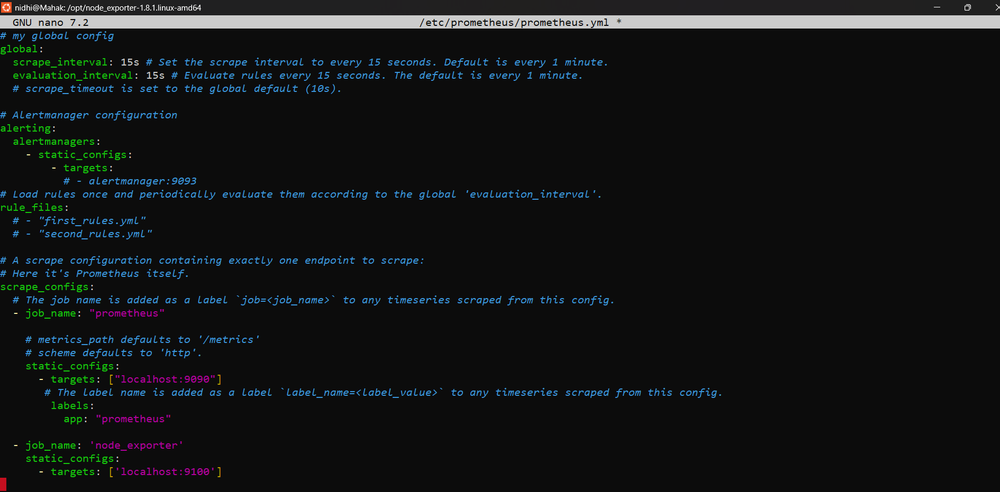 nidhi@Mahak: /opt/node_exporter-1.8.1.linux-amd64
GNU nano 7.2 /etc/prometheus/prometheus.yml *
# my global config
global:
  scrape_interval: 15s # Set the scrape interval to every 15 seconds. Default is every 1 minute.
  evaluation_interval: 15s # Evaluate rules every 15 seconds. The default is every 1 minute.
  # scrape_timeout is set to the global default (10s).

# Alertmanager configuration
alerting:
  alertmanagers:
    - static_configs:
        - targets:
          # - alertmanager:9093
# Load rules once and periodically evaluate them according to the global 'evaluation_interval'.
rule_files:
  # - "first_rules.yml"
  # - "second_rules.yml"

# A scrape configuration containing exactly one endpoint to scrape:
# Here it's Prometheus itself.
scrape_configs:
  # The job name is added as a label `job=<job_name>` to any timeseries scraped from this config.
  - job_name: "prometheus"

    # metrics_path defaults to '/metrics'
    # scheme defaults to 'http'.
    static_configs:
      - targets: ["localhost:9090"]
       # The label name is added as a label `label_name=<label_value>` to any timeseries scraped from this config.
        labels:
          app: "prometheus"

  - job_name: 'node_exporter'
    static_configs:
      - targets: ['localhost:9100']